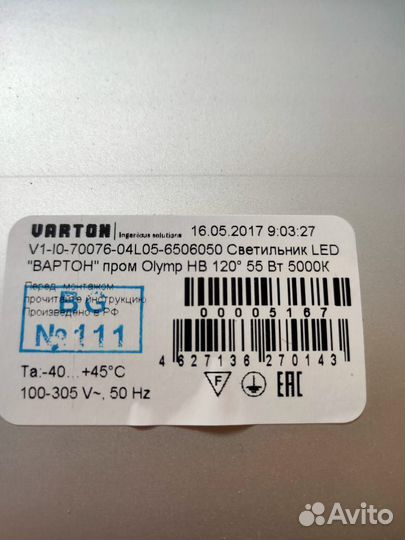 VARTON Ingenious solutions 16.05.2017 9:03:27
V1-I0-70076-04L05-6506050 Светильник LED
"ВАРТОН" пром Olymp HB 120° 55 Вт 5000К
Перед монтажом
прочитайте инструкцию
Произведено в РФ
BG
№111
00005167
4 627136 270143
Ta:-40... +45°C
100-305 V~, 50 Hz
F
EAC
Avito